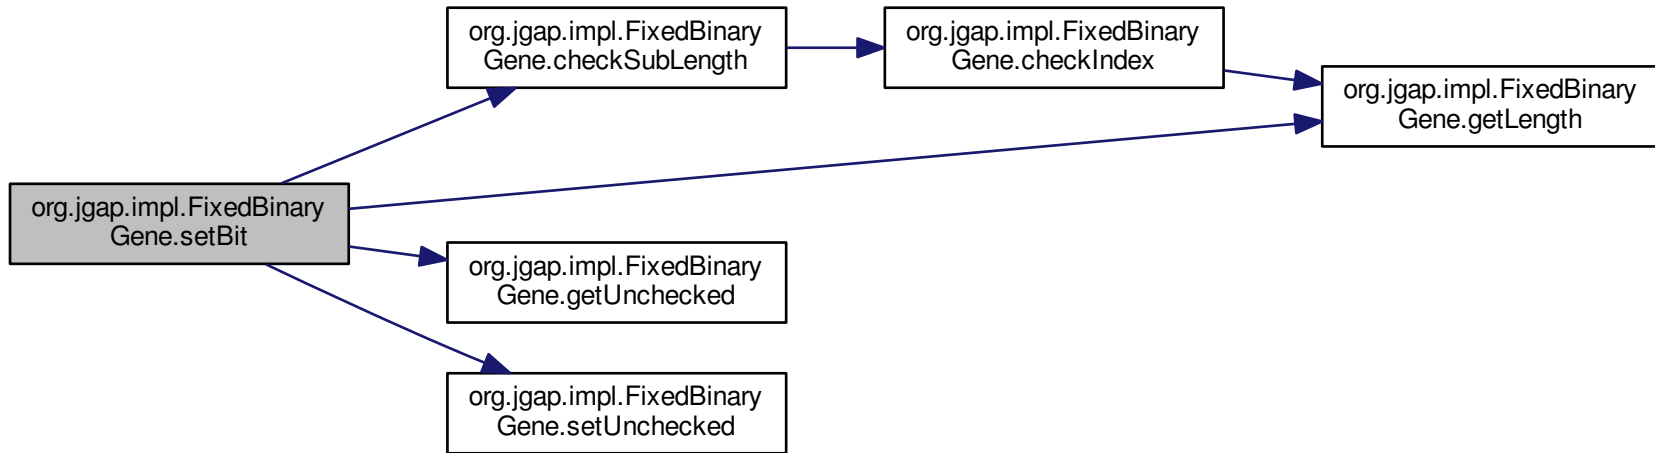 org.jgap.impl.FixedBinary
Gene.checkSubLength
org.jgap.impl.FixedBinary
Gene.checkIndex
org.jgap.impl.FixedBinary
Gene.getLength
org.jgap.impl.FixedBinary
Gene.setBit
org.jgap.impl.FixedBinary
Gene.getUnchecked
org.jgap.impl.FixedBinary
Gene.setUnchecked